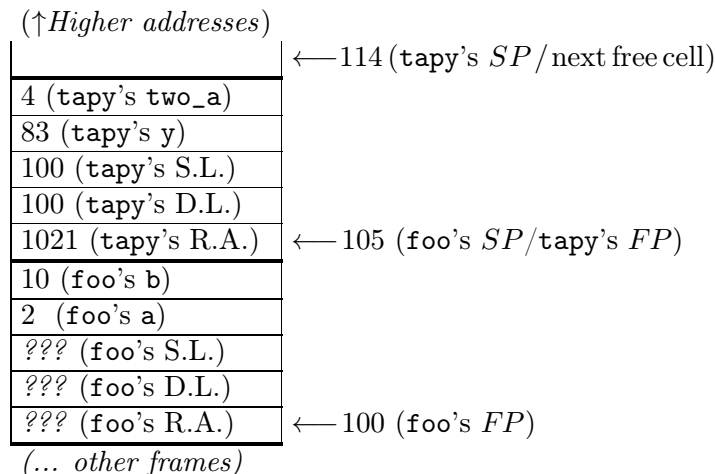 (↑Higher addresses)
←—114 (tapy's SP/next free cell)
4 (tapy's two_a)
83 (tapy's y)
100 (tapy's S.L.)
100 (tapy's D.L.)
1021 (tapy's R.A.) ←—105 (foo's SP/tapy's FP)
10 (foo's b)
2 (foo's a)
??? (foo's S.L.)
??? (foo's D.L.)
??? (foo's R.A.) ←—100 (foo's FP)
(... other frames)